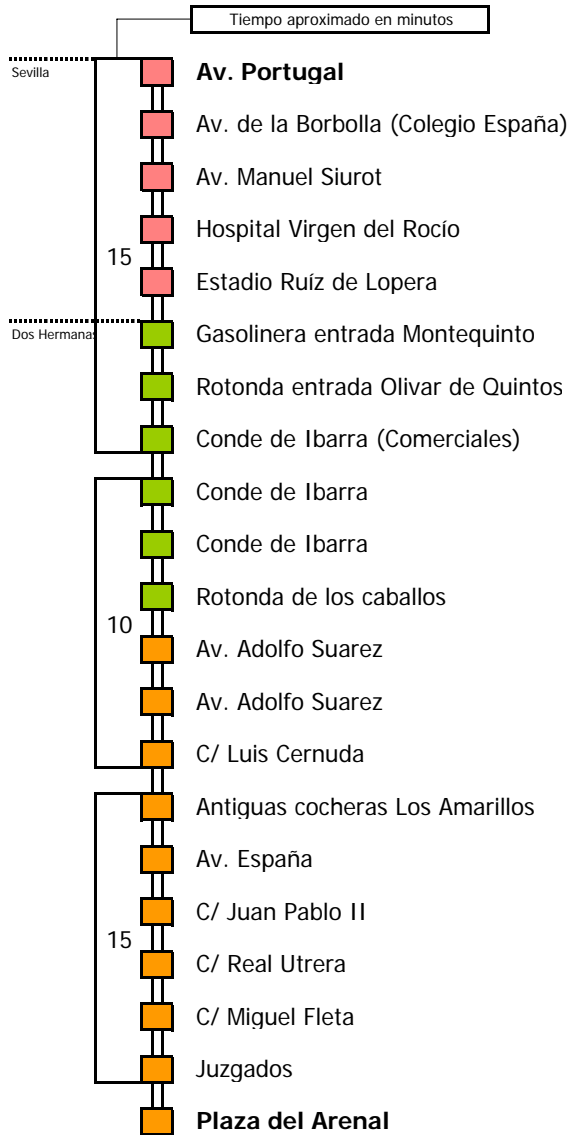 Tiempo aproximado en minutos
Sevilla
Av. Portugal
Av. de la Borbolla (Colegio España)
Av. Manuel Siurot
Hospital Virgen del Rocío
15
Estadio Ruíz de Lopera
Dos Hermanas
Gasolinera entrada Montequinto
Rotonda entrada Olivar de Quintos
Conde de Ibarra (Comerciales)
Conde de Ibarra
Conde de Ibarra
Rotonda de los caballos
10
Av. Adolfo Suarez
Av. Adolfo Suarez
C/ Luis Cernuda
Antiguas cocheras Los Amarillos
Av. España
C/ Juan Pablo II
15
C/ Real Utrera
C/ Miguel Fleta
Juzgados
Plaza del Arenal